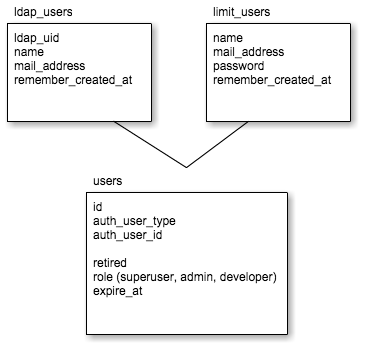 ldap_users
ldap_uid
name
mail_address
remember_created_at
limit_users
name
mail_address
password
remember_created_at
users
id
auth_user_type
auth_user_id
retired
role (superuser, admin, developer)
expire_at